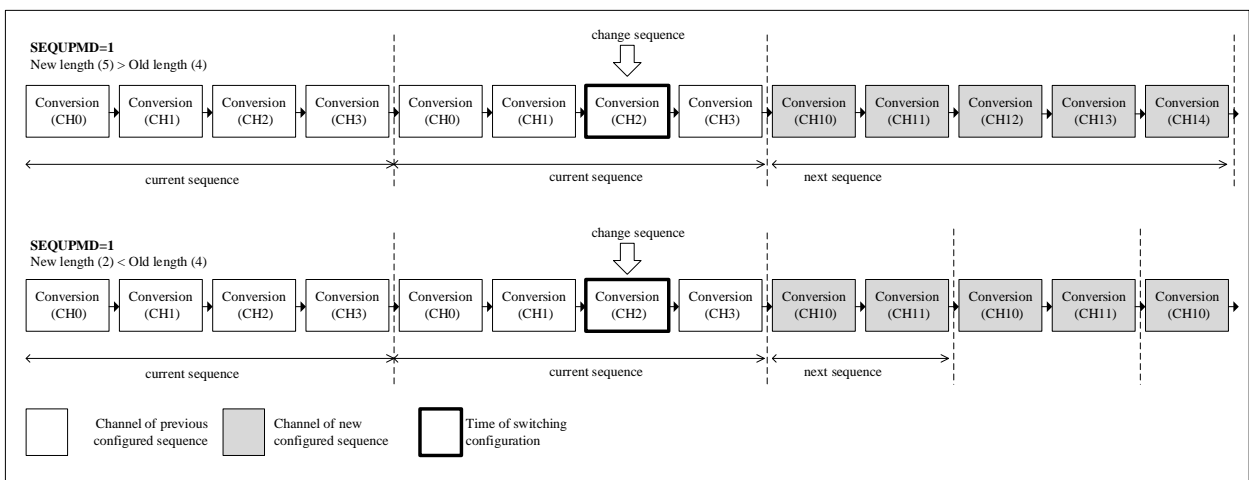 SEQUPMD=1
New length (5) > Old length (4)
change sequence
Conversion
(CH0)
Conversion
(CH1)
Conversion
(CH2)
Conversion
(CH3)
Conversion
(CH0)
Conversion
(CH1)
Conversion
(CH2)
Conversion
(CH3)
Conversion
(CH10)
Conversion
(CH11)
Conversion
(CH12)
Conversion
(CH13)
Conversion
(CH14)
current sequence
current sequence
next sequence
SEQUPMD=1
New length (2) < Old length (4)
change sequence
Conversion
(CH0)
Conversion
(CH1)
Conversion
(CH2)
Conversion
(CH3)
Conversion
(CH0)
Conversion
(CH1)
Conversion
(CH2)
Conversion
(CH3)
Conversion
(CH10)
Conversion
(CH11)
Conversion
(CH10)
Conversion
(CH11)
Conversion
(CH10)
current sequence
current sequence
next sequence
Channel of previous
configured sequence
Channel of new
configured sequence
Time of switching
configuration